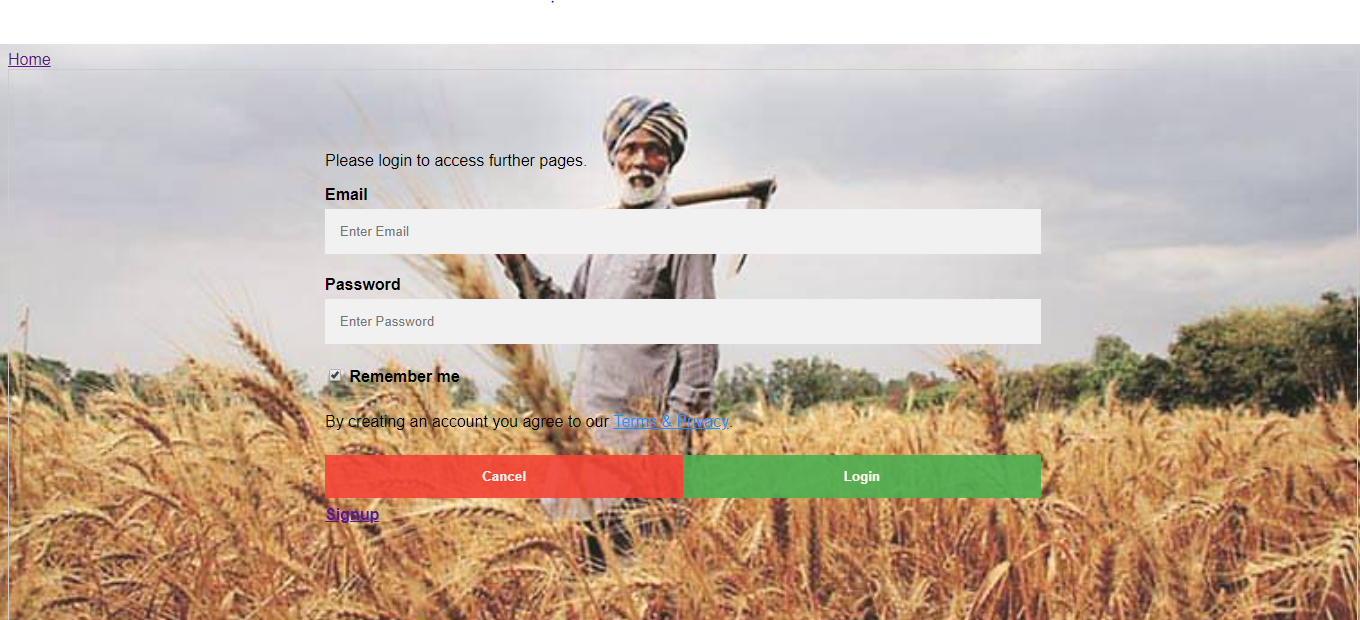 Home
Please login to access further pages.
Email
Enter Email
Password
Enter Password
Remember me
By creating an account you agree to our Terms & Privacy.
Cancel Login
Signup